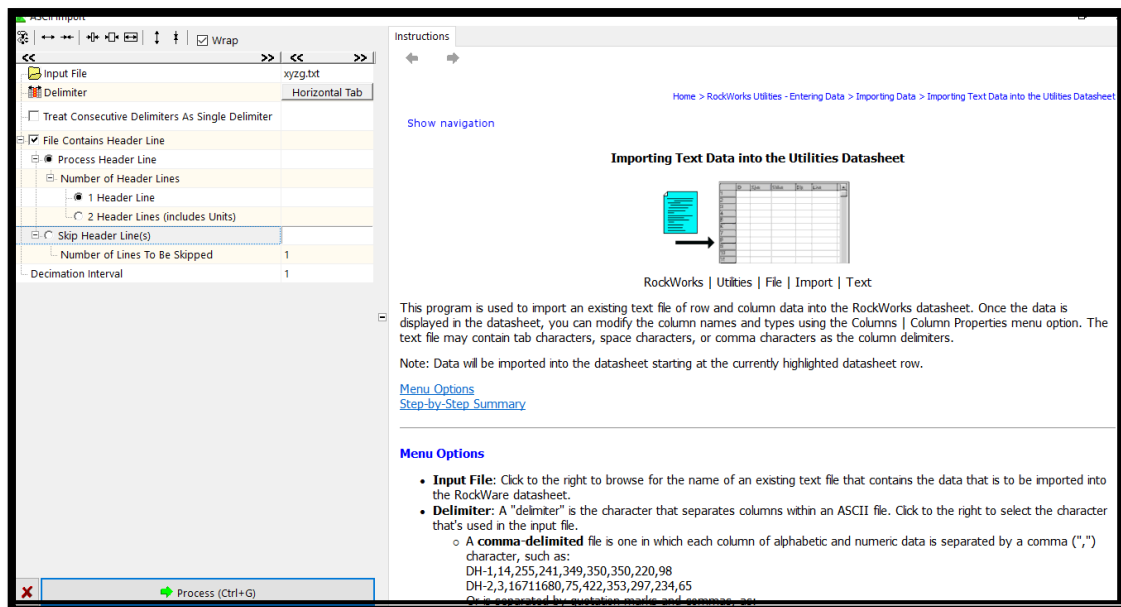 ASCII Import
Wrap
<< >> << >>
Input File xyzg.txt
Delimiter Horizontal Tab
Treat Consecutive Delimiters As Single Delimiter
File Contains Header Line
Process Header Line
Number of Header Lines
1 Header Line
2 Header Lines (includes Units)
Skip Header Line(s)
Number of Lines To Be Skipped 1
Decimation Interval 1
Process (Ctrl+G)
Instructions
Home > RockWorks Utilities - Entering Data > Importing Data > Importing Text Data into the Utilities Datasheet
Show navigation
Importing Text Data into the Utilities Datasheet
RockWorks | Utilities | File | Import | Text
This program is used to import an existing text file of row and column data into the RockWorks datasheet. Once the data is
displayed in the datasheet, you can modify the column names and types using the Columns | Column Properties menu option. The
text file may contain tab characters, space characters, or comma characters as the column delimiters.
Note: Data will be imported into the datasheet starting at the currently highlighted datasheet row.
Menu Options
Step-by-Step Summary
Menu Options
• Input File: Click to the right to browse for the name of an existing text file that contains the data that is to be imported into
the RockWare datasheet.
• Delimiter: A "delimiter" is the character that separates columns within an ASCII file. Click to the right to select the character
that's used in the input file.
o A comma-delimited file is one in which each column of alphabetic and numeric data is separated by a comma (",")
character, such as:
DH-1,14,255,241,349,350,350,220,98
DH-2,3,16711680,75,422,353,297,234,65
Or is separated by quotation marks and commas, as: